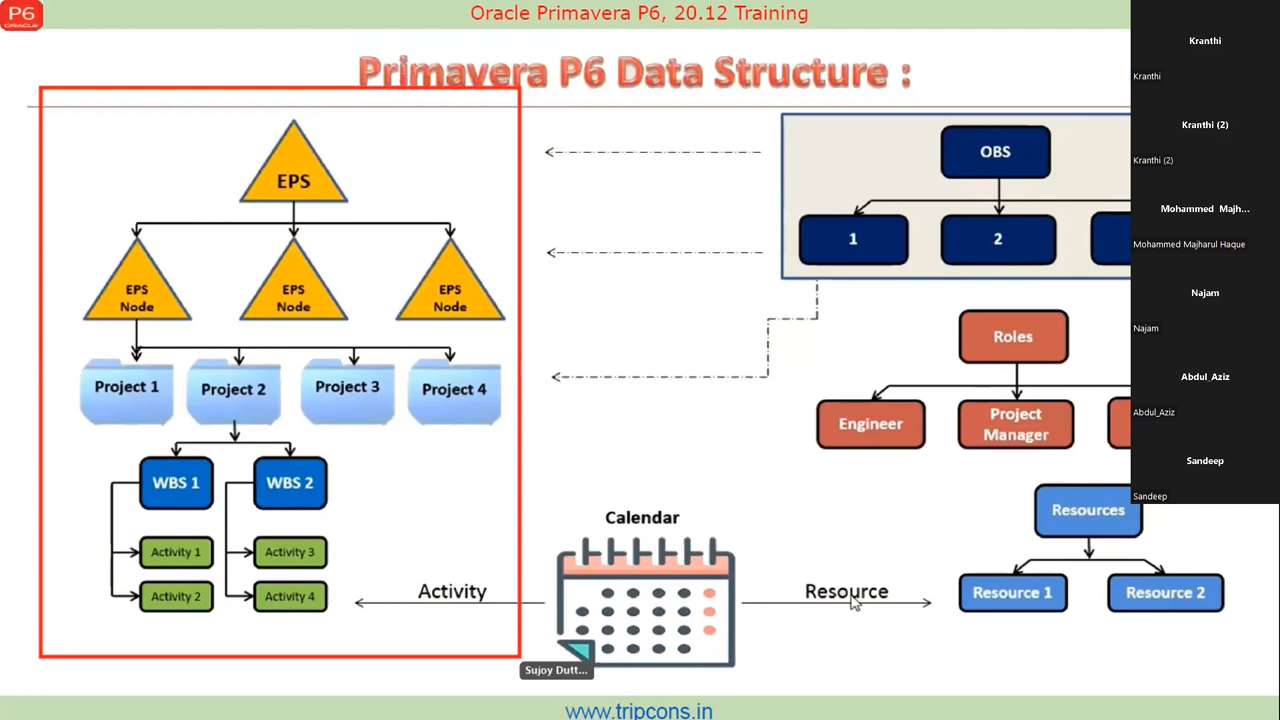 P6
ORACLE
Oracle Primavera P6, 20.12 Training
Primavera P6 Data Structure :
EPS
EPS
Node
EPS
Node
EPS
Node
Project 1
Project 2
Project 3
Project 4
WBS 1
WBS 2
Activity 1
Activity 3
Activity 2
Activity 4
Activity
Calendar
Resource
OBS
1
2
Roles
Engineer
Project
Manager
Resources
Resource 1
Resource 2
Kranthi
Kranthi
Kranthi (2)
Kranthi (2)
Mohammed Majh...
Mohammed Majharul Haque
Najam
Najam
Abdul_Aziz
Abdul_Aziz
Sandeep
Sandeep
Sujoy Dutt...
www.tripcons.in